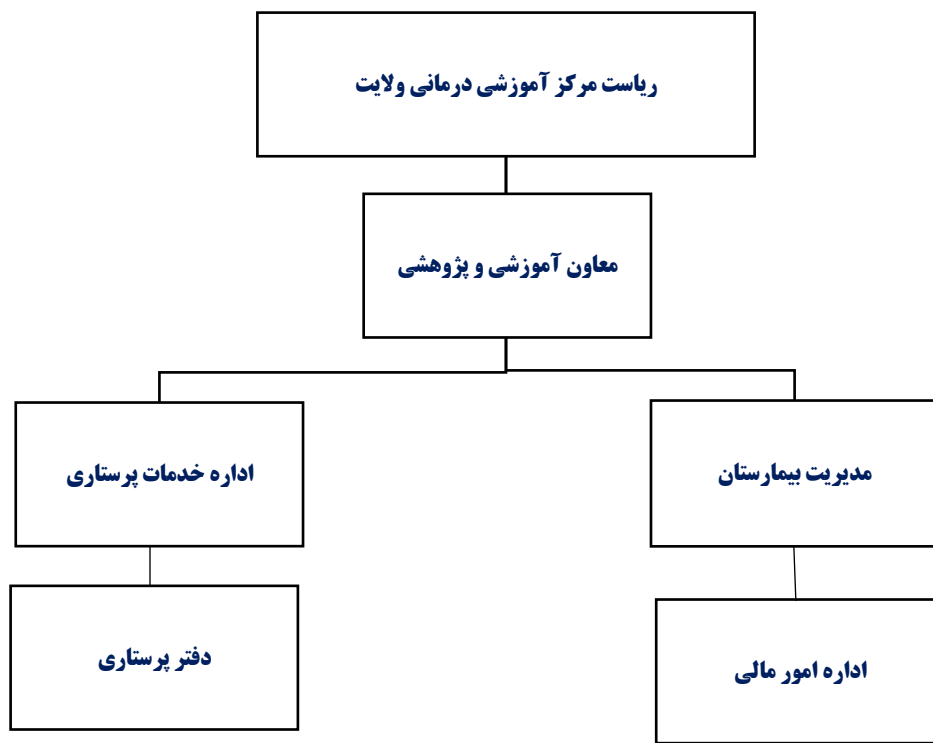 ریاست مرکز آموزشی درمانی ولایت
معاون آموزشی و پژوهشی
مدیریت بیمارستان
اداره خدمات پرستاری
اداره امور مالی
دفتر پرستاری